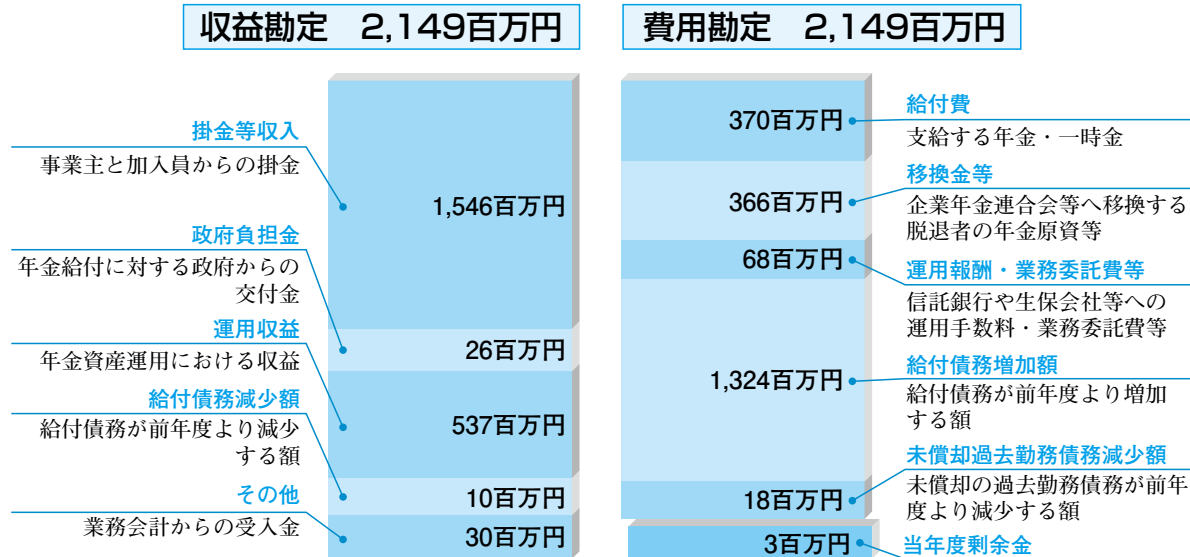 収益勘定　2,149百万円
掛金等収入
事業主と加入員からの掛金
1,546百万円
政府負担金
年金給付に対する政府からの
交付金
26百万円
運用収益
年金資産運用における収益
537百万円
給付債務減少額
給付債務が前年度より減少
する額
10百万円
その他
業務会計からの受入金
30百万円
費用勘定　2,149百万円
370百万円
給付費
支給する年金・一時金
366百万円
移換金等
企業年金連合会等へ移換する
脱退者の年金原資等
68百万円
運用報酬・業務委託費等
信託銀行や生保会社等への
運用手数料・業務委託費等
1,324百万円
給付債務増加額
給付債務が前年度より増加
する額
18百万円
未償却過去勤務債務減少額
未償却の過去勤務債務が前年
度より減少する額
3百万円
当年度剰余金